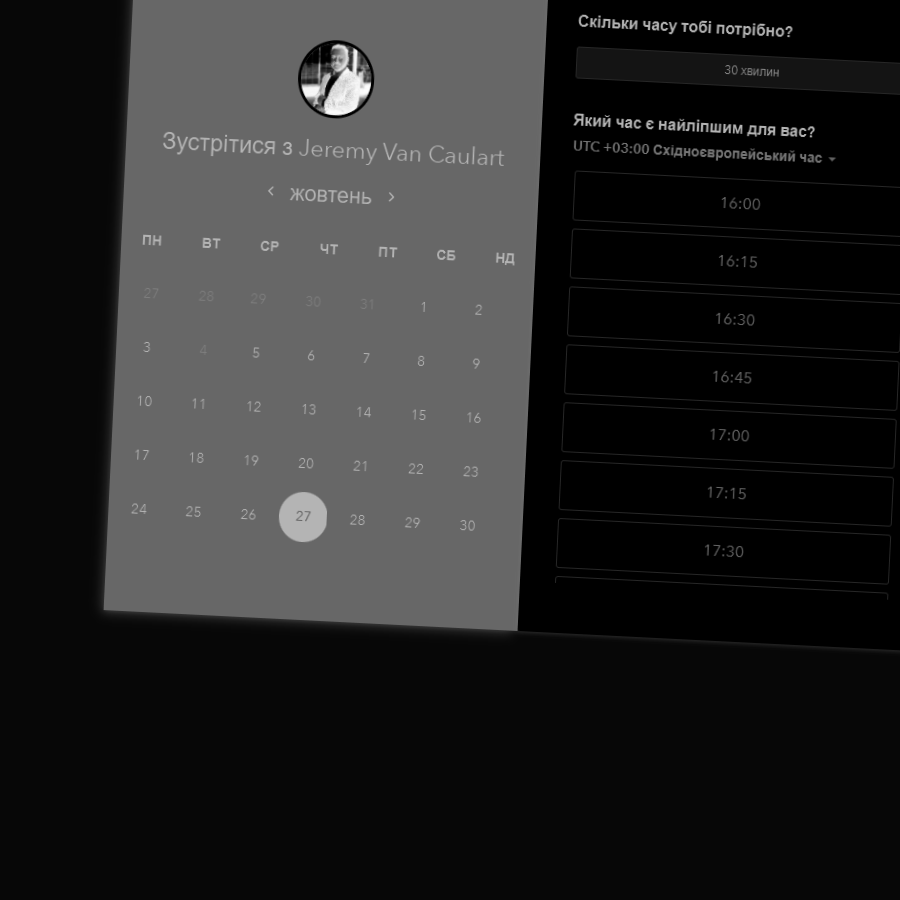 Зустрітися з Jeremy Van Caulart
жовтень
ПН ВТ СР ЧТ ПТ СБ НД
27 28 29 30 31 1 2
3 4 5 6 7 8 9
10 11 12 13 14 15 16
17 18 19 20 21 22 23
24 25 26 27 28 29 30
Скільки часу тобі потрібно?
30 хвилин
Який час є найліпшим для вас?
UTC +03:00 Східноєвропейський час
16:00
16:15
16:30
16:45
17:00
17:15
17:30